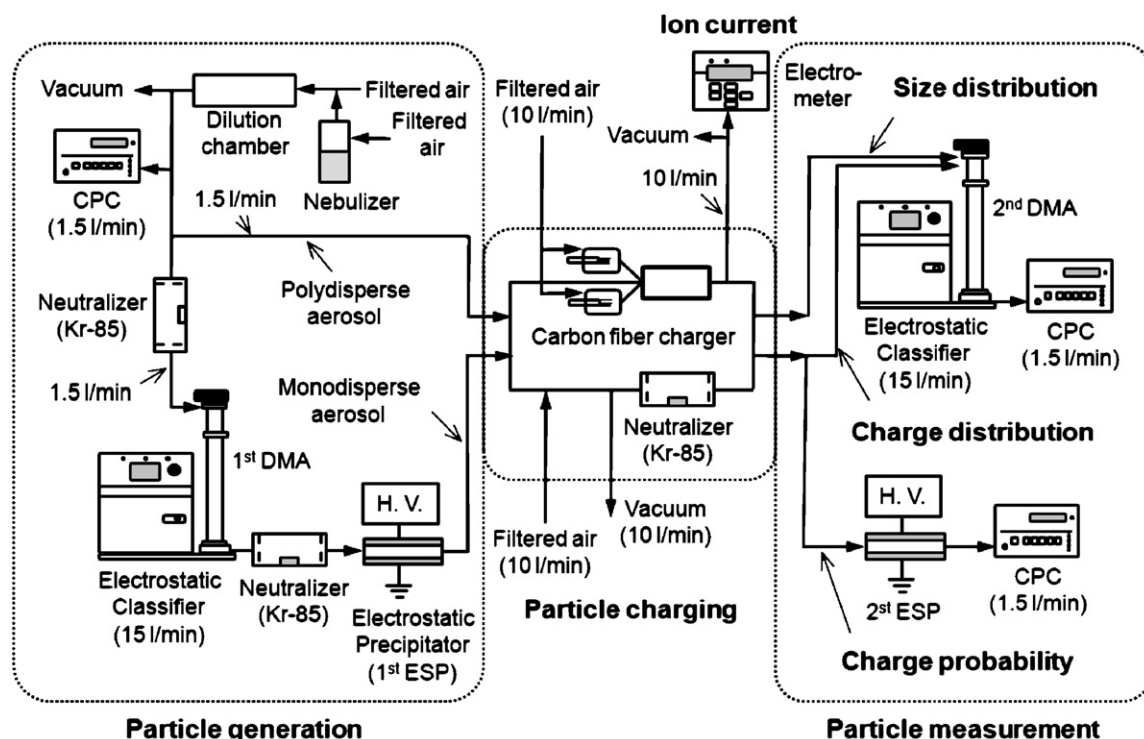 Ion current
Vacuum
Dilution
chamber
Filtered air
Filtered
air
Nebulizer
CPC
(1.5 l/min)
1.5 l/min
Polydisperse
aerosol
Neutralizer
(Kr-85)
1.5 l/min
1st DMA
Monodisperse
aerosol
Electrostatic
Classifier
(15 l/min)
Neutralizer
(Kr-85)
H. V.
Electrostatic
Precipitator
(1st ESP)
Particle generation
Filtered air
(10 l/min)
Vacuum
10 l/min
Electro-
meter
Carbon fiber charger
Neutralizer
(Kr-85)
Filtered air
(10 l/min)
Vacuum
(10 l/min)
Particle charging
Size distribution
2nd DMA
Electrostatic
Classifier
(15 l/min)
CPC
(1.5 l/min)
Charge distribution
H. V.
2st ESP
CPC
(1.5 l/min)
Charge probability
Particle measurement